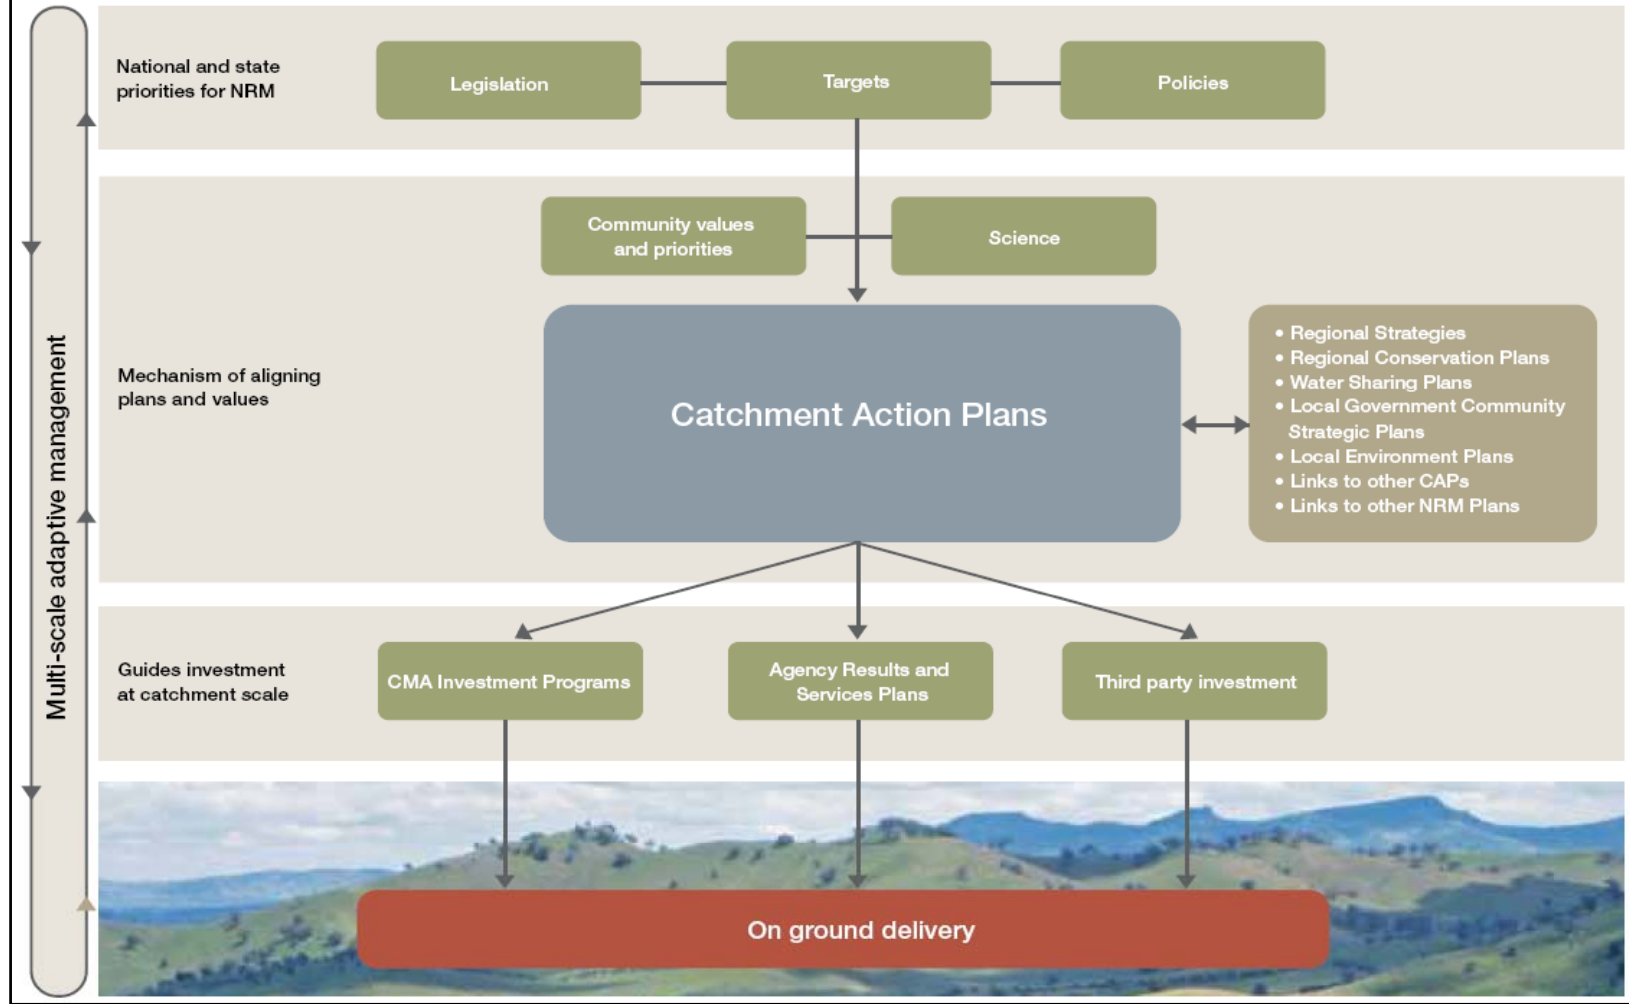 National and state
priorities for NRM
Legislation
Targets
Policies
Community values
and priorities
Science
Mechanism of aligning
plans and values
Catchment Action Plans
• Regional Strategies
• Regional Conservation Plans
• Water Sharing Plans
• Local Government Community
Strategic Plans
• Local Environment Plans
• Links to other CAPs
• Links to other NRM Plans
Multi-scale adaptive management
Guides investment
at catchment scale
CMA Investment Programs
Agency Results and
Services Plans
Third party investment
On ground delivery